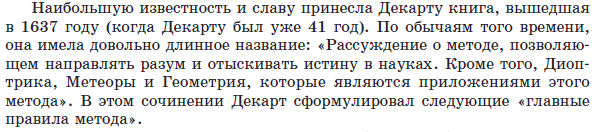 Наибольшую известность и славу принесла Декарту книга, вышедшая
в 1637 году (когда Декарту был уже 41 год). По обычаям того времени,
она имела довольно длинное название: «Рассуждение о методе, позволяю-
щем направлять разум и отыскивать истину в науках. Кроме того, Диоп-
трика, Метеоры и Геометрия, которые являются приложениями этого
метода». В этом сочинении Декарт сформулировал следующие «главные
правила метода».